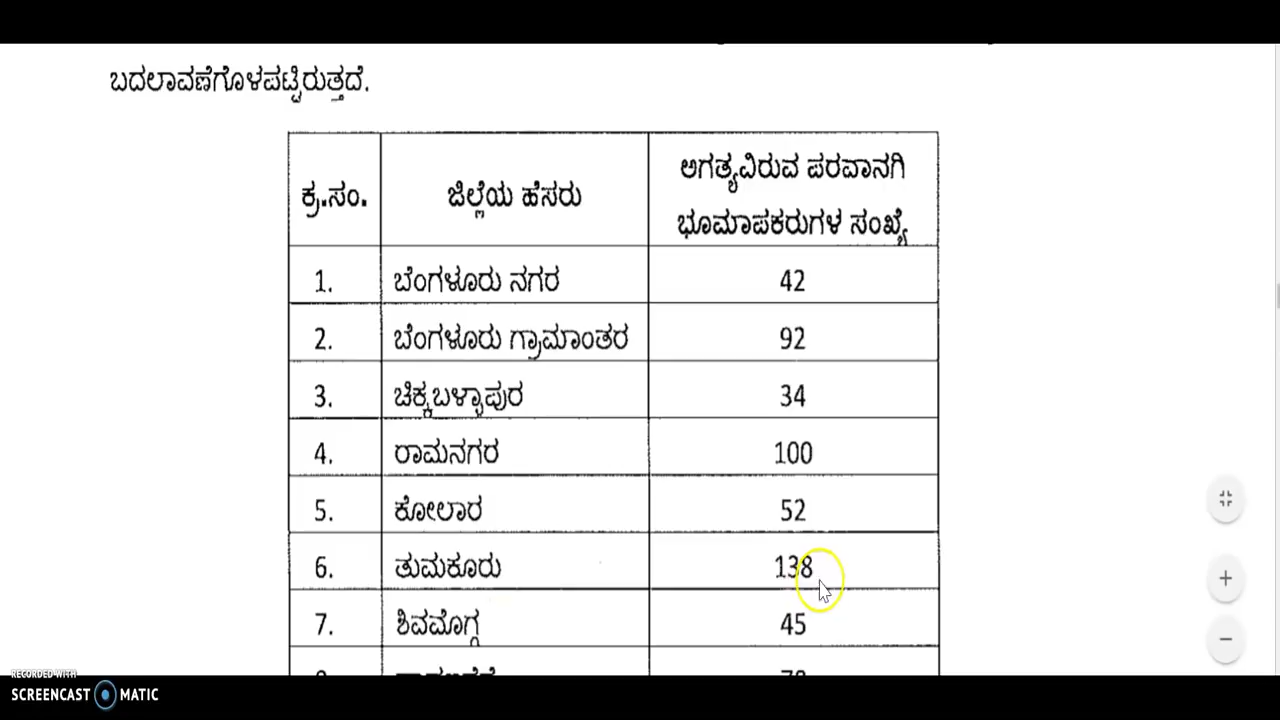 ಬದಲಾವಣೆಗೊಳಪಟ್ಟಿರುತ್ತದೆ.
ಕ್ರ.ಸಂ. ಜಿಲ್ಲೆಯ ಹೆಸರು ಅಗತ್ಯವಿರುವ ಪರವಾನಗಿ
ಭೂಮಾಪಕರುಗಳ ಸಂಖ್ಯೆ
1. ಬೆಂಗಳೂರು ನಗರ 42
2. ಬೆಂಗಳೂರು ಗ್ರಾಮಾಂತರ 92
3. ಚಿಕ್ಕಬಳ್ಳಾಪುರ 34
4. ರಾಮನಗರ 100
5. ಕೋಲಾರ 52
6. ತುಮಕೂರು 138
7. ಶಿವಮೊಗ್ಗ 45
RECORDED WITH
SCREENCAST MATIC